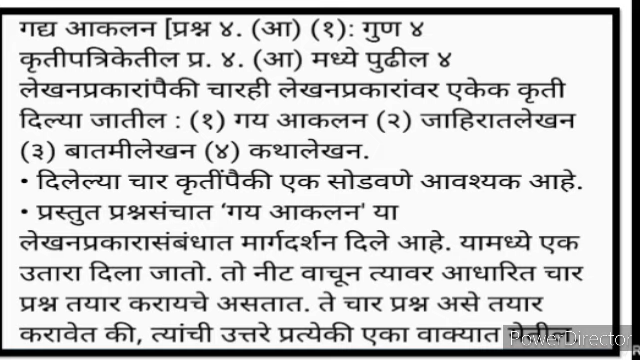 गद्य आकलन [प्रश्न ४. (आ) (१): गुण ४
कृतीपत्रिकेतील प्र. ४. (आ) मध्ये पुढील ४
लेखनप्रकारांपैकी चारही लेखनप्रकारांवर एकेक कृती
दिल्या जातील : (१) गय आकलन (२) जाहिरातलेखन
(३) बातमीलेखन (४) कथालेखन.
• दिलेल्या चार कृतींपैकी एक सोडवणे आवश्यक आहे.
• प्रस्तुत प्रश्नसंचात ‘गय आकलन' या
लेखनप्रकारासंबंधात मार्गदर्शन दिले आहे. यामध्ये एक
उतारा दिला जातो. तो नीट वाचून त्यावर आधारित चार
प्रश्न तयार करायचे असतात. ते चार प्रश्न असे तयार
करावेत की, त्यांची उत्तरे प्रत्येकी एका वाक्यात येतील
PowerDirector